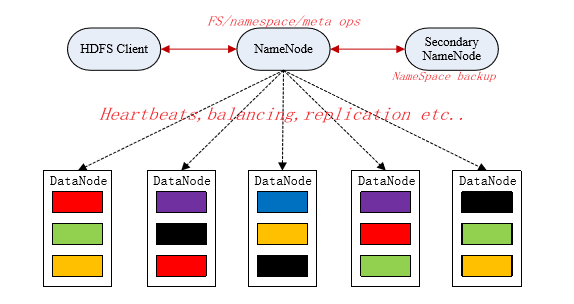 FS/namespace/meta ops
HDFS Client
NameNode
Secondary
NameNode
NameSpace backup
Heartbeats,balancing,replication etc..
DataNode
DataNode
DataNode
DataNode
DataNode